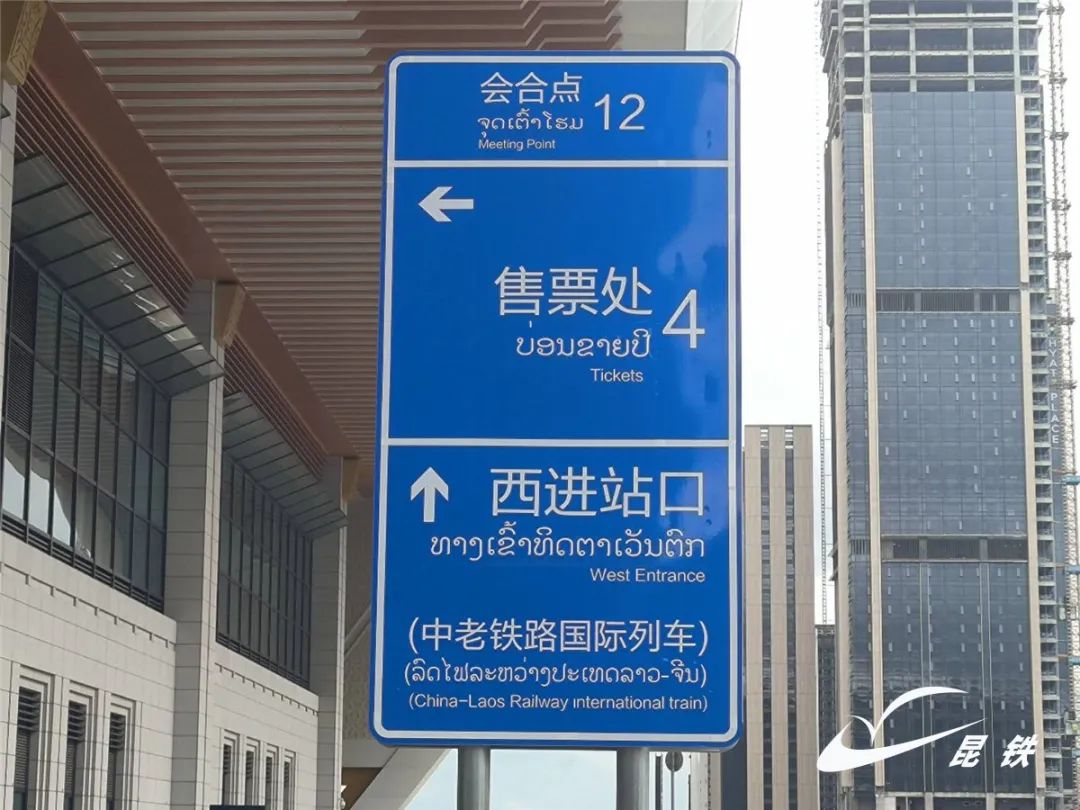 会合点
ຈຸດເຕົ້າໂຮມ
Meeting Point
12
售票处
ບ່ອນຂາຍປີ
Tickets
4
西进站口
ທາງເຂົ້າທິດຕາເວັນຕົກ
West Entrance
(中老铁路国际列车)
(ລົດໄຟລະຫວ່າງປະເທດລາວ-ຈີນ)
(China-Laos Railway international train)
HYATT PLACE
昆铁